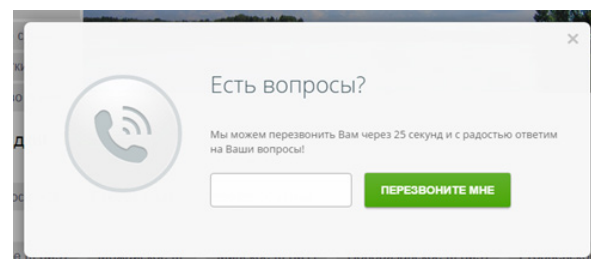 Есть вопросы?
Мы можем перезвонить Вам через 25 секунд и с радостью ответим
на Ваши вопросы!
ПЕРЕЗВОНИТЕ МНЕ